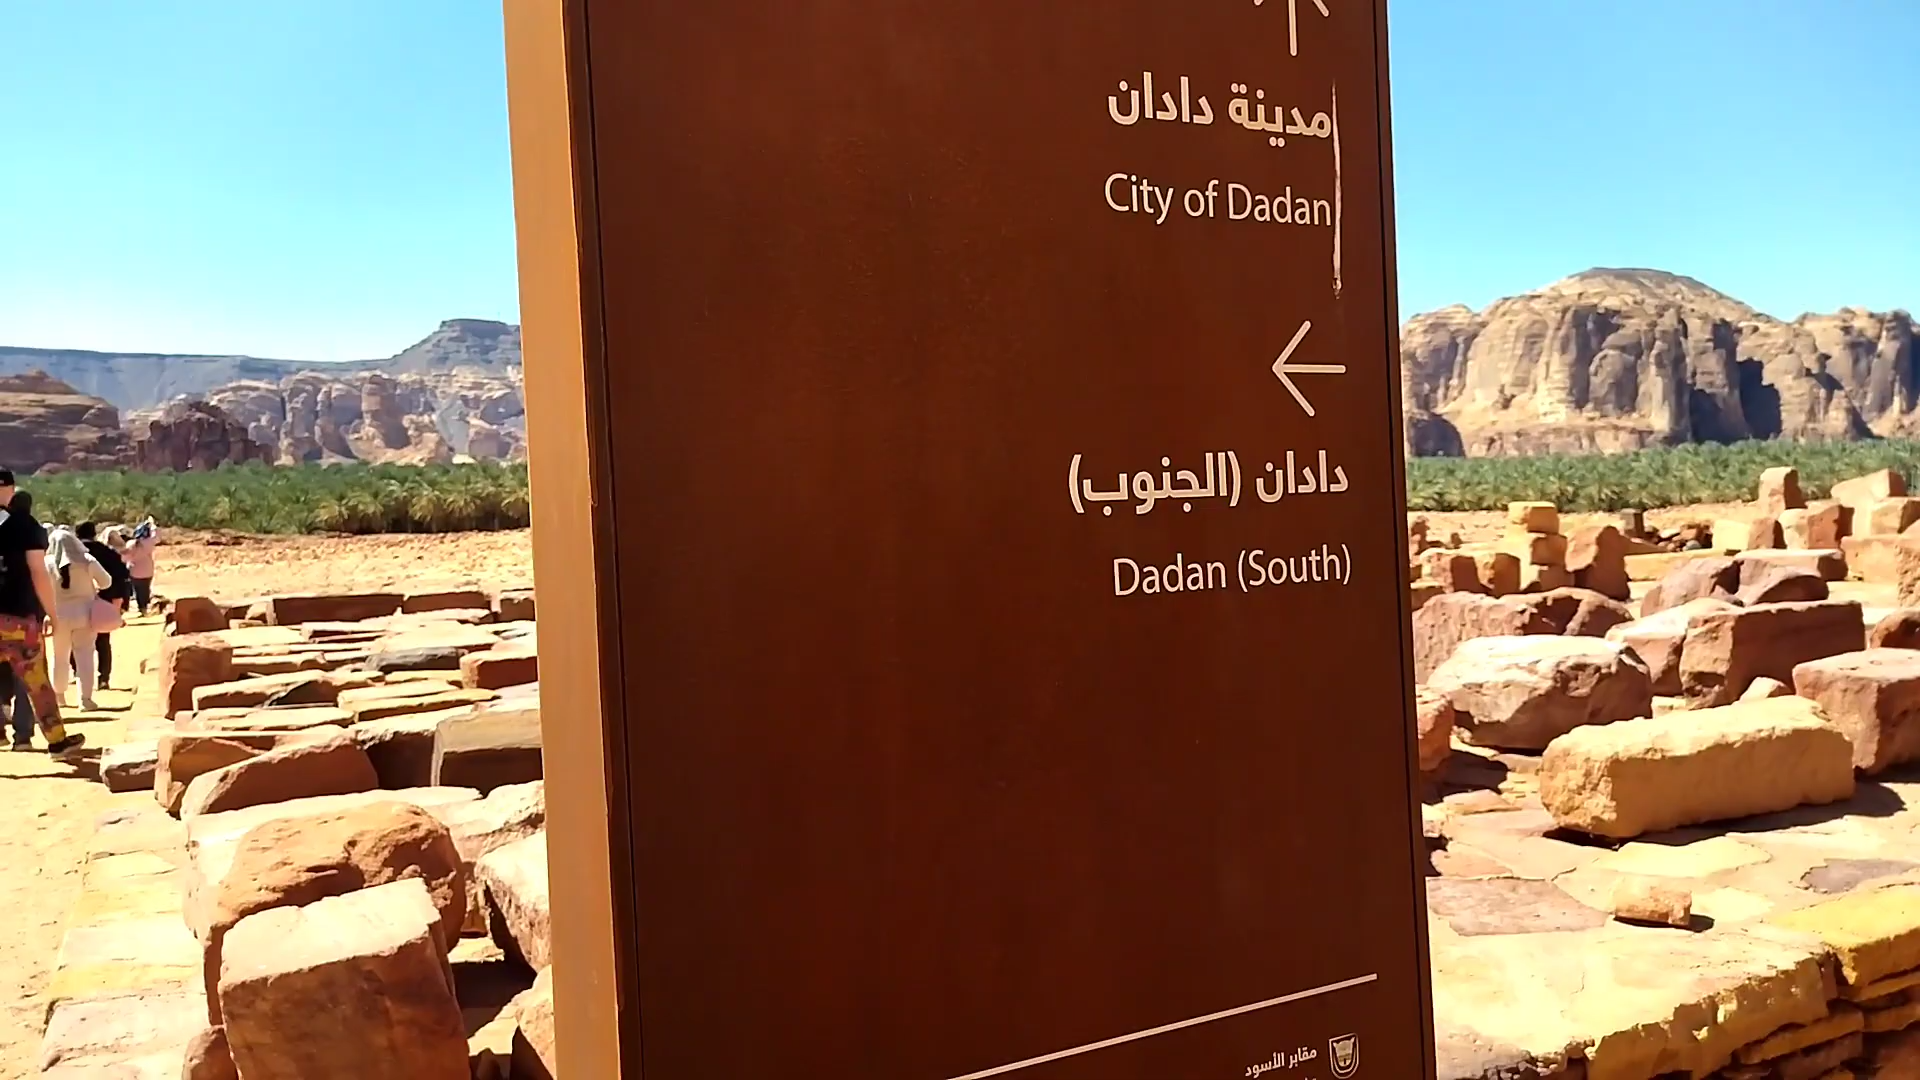 مدينة دادان
City of Dadan
دادان (الجنوب)
Dadan (South)
مقابر الأسود